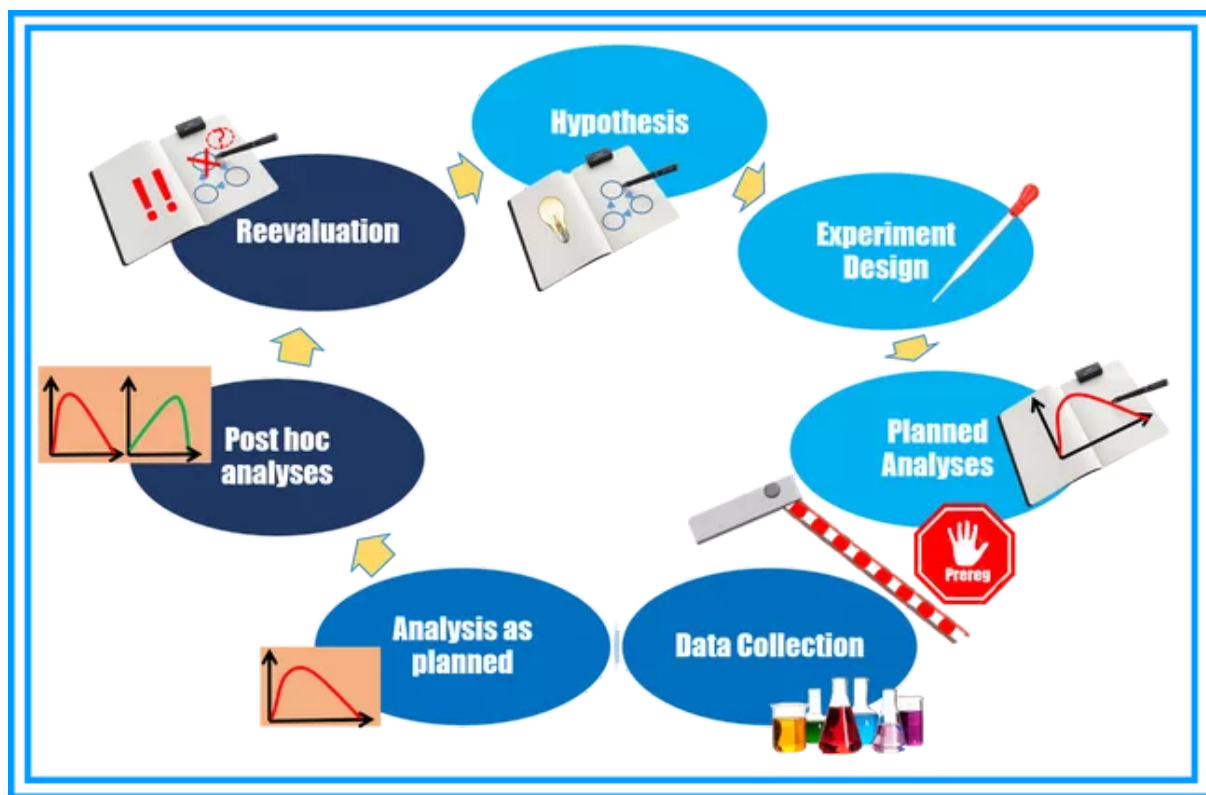 Hypothesis
Experiment
Design
Planned
Analyses
Prereg
Data Collection
Analysis as
planned
Post hoc
analyses
Reevaluation
!!
?